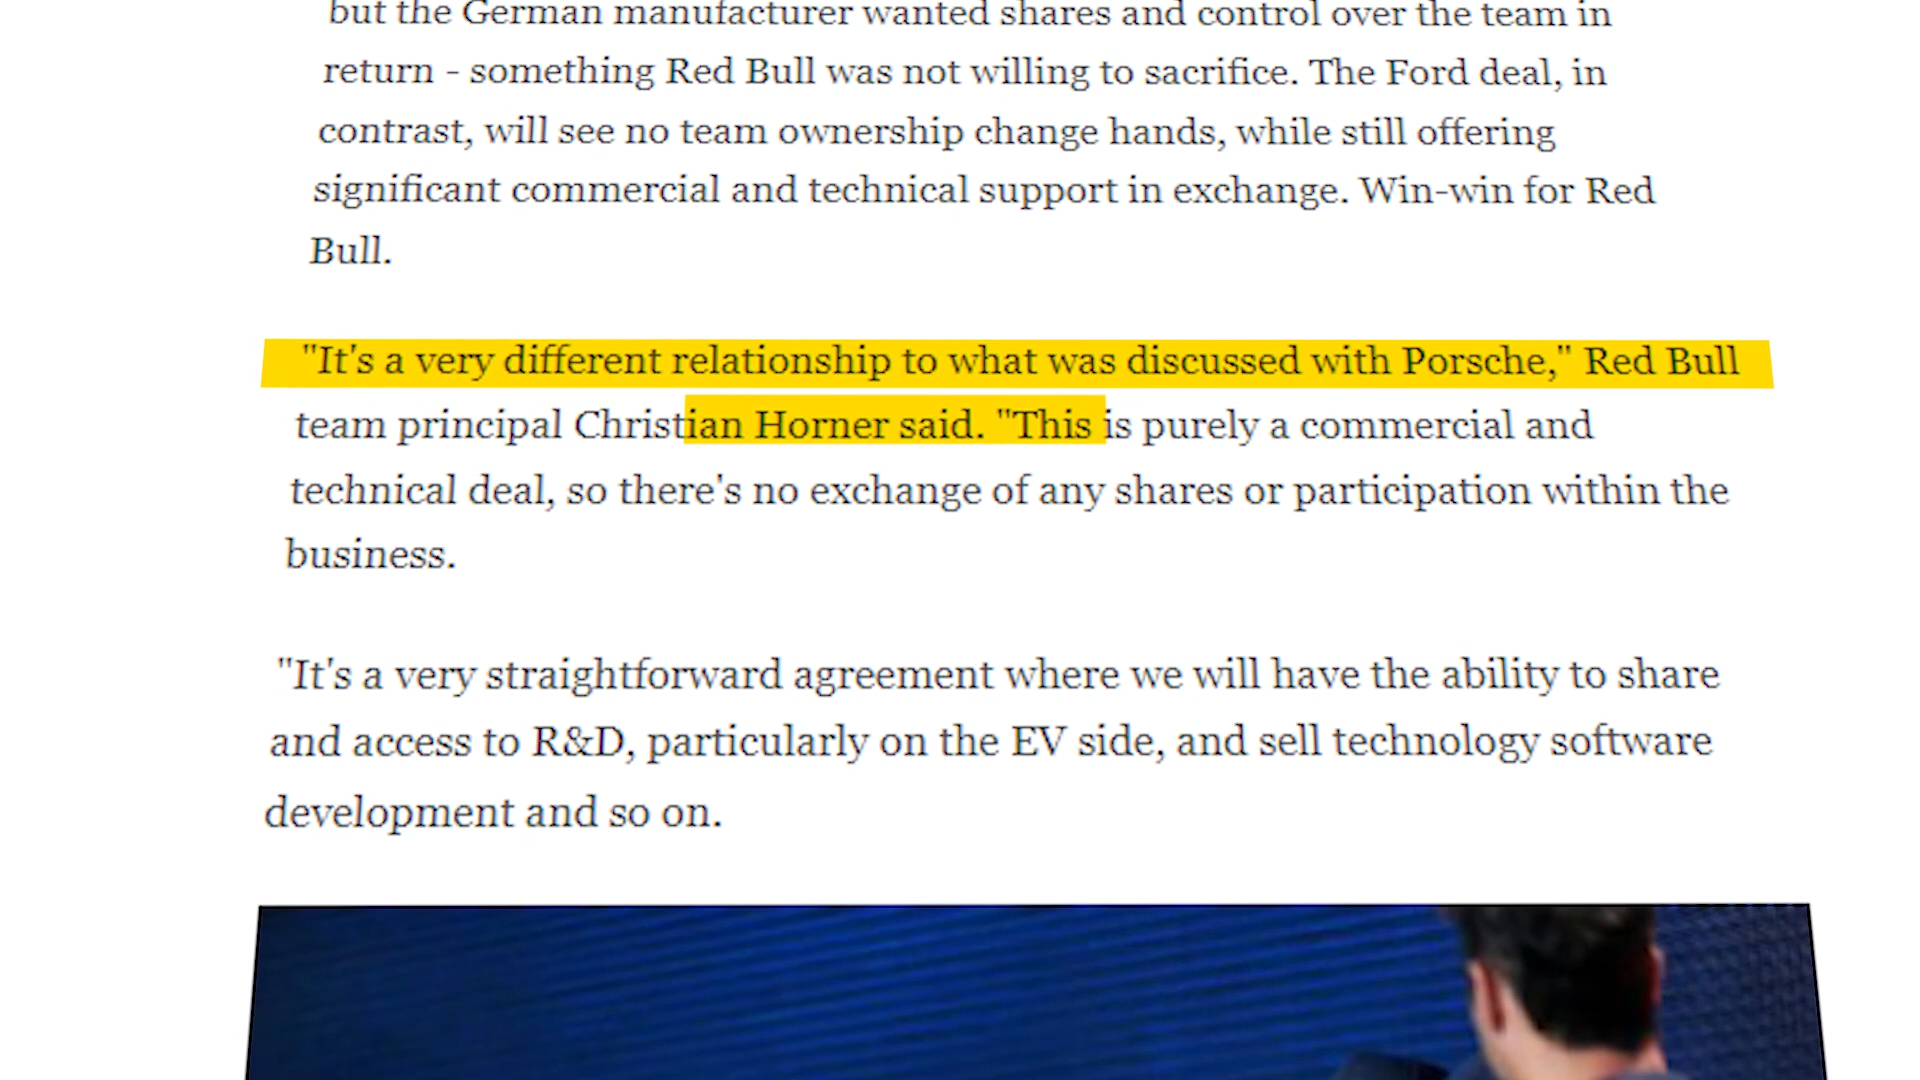 but the German manufacturer wanted shares and control over the team in
return - something Red Bull was not willing to sacrifice. The Ford deal, in
contrast, will see no team ownership change hands, while still offering
significant commercial and technical support in exchange. Win-win for Red
Bull.
"It's a very different relationship to what was discussed with Porsche," Red Bull
team principal Christian Horner said. "This is purely a commercial and
technical deal, so there's no exchange of any shares or participation within the
business.
"It's a very straightforward agreement where we will have the ability to share
and access to R&D, particularly on the EV side, and sell technology software
development and so on.